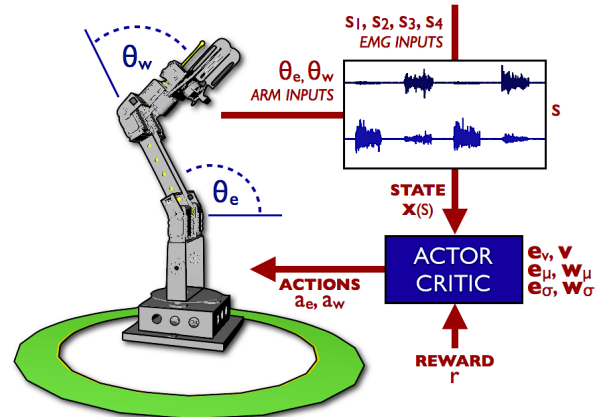 s1, s2, s3, s4
EMG INPUTS
θw
θe, θw
ARM INPUTS
s
θe
STATE
x(s)
ACTOR
CRITIC
ev, v
eμ, wμ
eσ, wσ
ACTIONS
ae, aw
REWARD
r